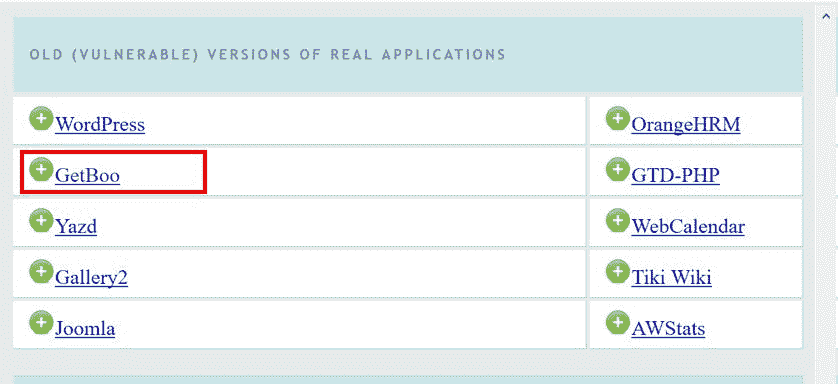 OLD (VULNERABLE) VERSIONS OF REAL APPLICATIONS
WordPress
OrangeHRM
GetBoo
GTD-PHP
Yazd
WebCalendar
Gallery2
Tiki Wiki
Joomla
AWStats